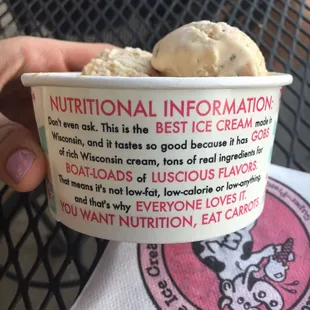 NUTRITIONAL INFORMATION:
Don't even ask. This is the BEST ICE CREAM made in
Wisconsin, and it tastes so good because it has GOBS
of rich Wisconsin cream, tons of real ingredients for
BOAT-LOADS of LUSCIOUS FLAVORS.
That means it's not low-fat, low-calorie or low-anything,
and that's why EVERYONE LOVES IT.
YOU WANT NUTRITION, EAT CARROTS.
Ice Crea